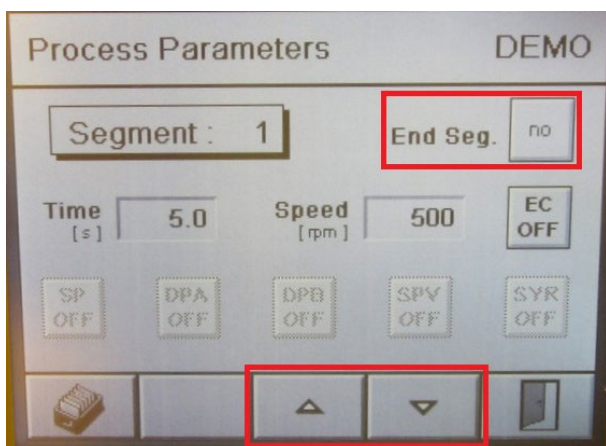 Process Parameters DEMO
Segment : 1 End Seg. no
Time [s] 5.0 Speed [rpm] 500 EC OFF
SP OFF DPA OFF DPB OFF SPV OFF SYR OFF